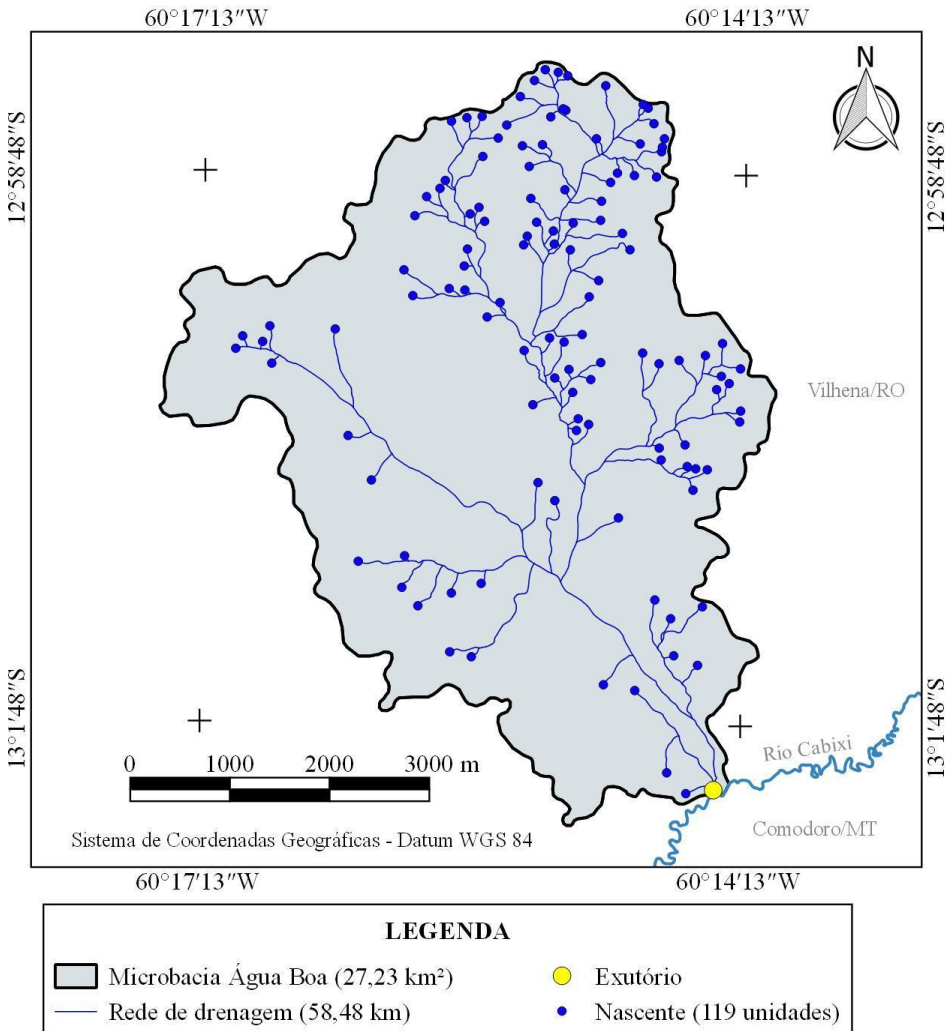 60°17'13"W 60°14'13"W
N
12°58'48"S 12°58'48"S
Vilhena/RO
13°1'48"S 13°1'48"S
Rio Cabixi
0 1000 2000 3000 m
Comodoro/MT
Sistema de Coordenadas Geográficas - Datum WGS 84
60°17'13"W 60°14'13"W
LEGENDA
Microbacia Água Boa (27,23 km²) Exutório
Rede de drenagem (58,48 km) Nascente (119 unidades)